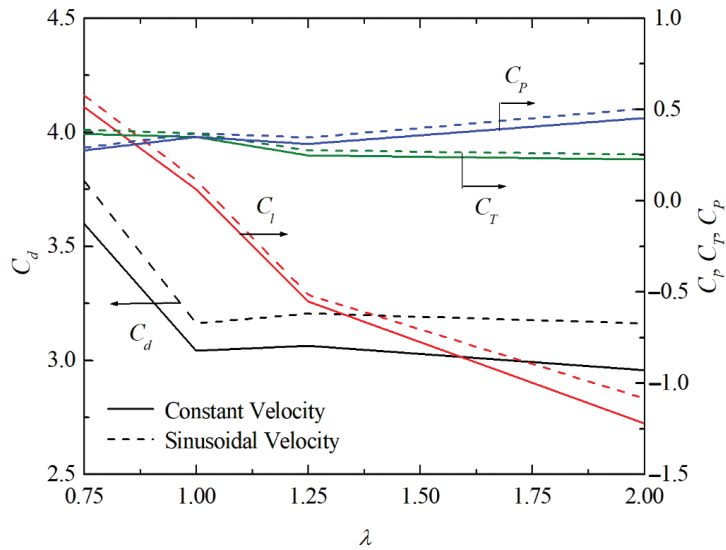 4.5
4.0
3.5
3.0
2.5
C_d
1.0
0.5
0.0
-0.5
-1.0
-1.5
C_l, C_T, C_P
C_P
C_T
C_l
C_d
Constant Velocity
Sinusoidal Velocity
0.75 1.00 1.25 1.50 1.75 2.00
λ